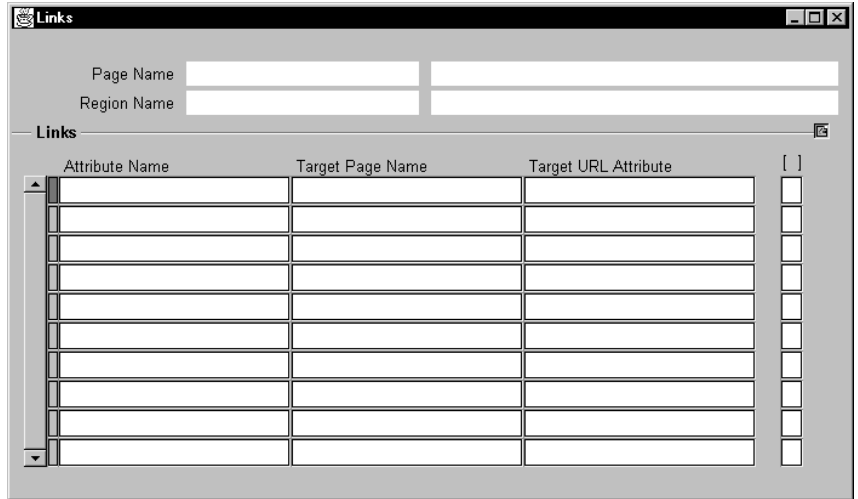 Links
Page Name
Region Name
Links
Attribute Name Target Page Name Target URL Attribute [ ]